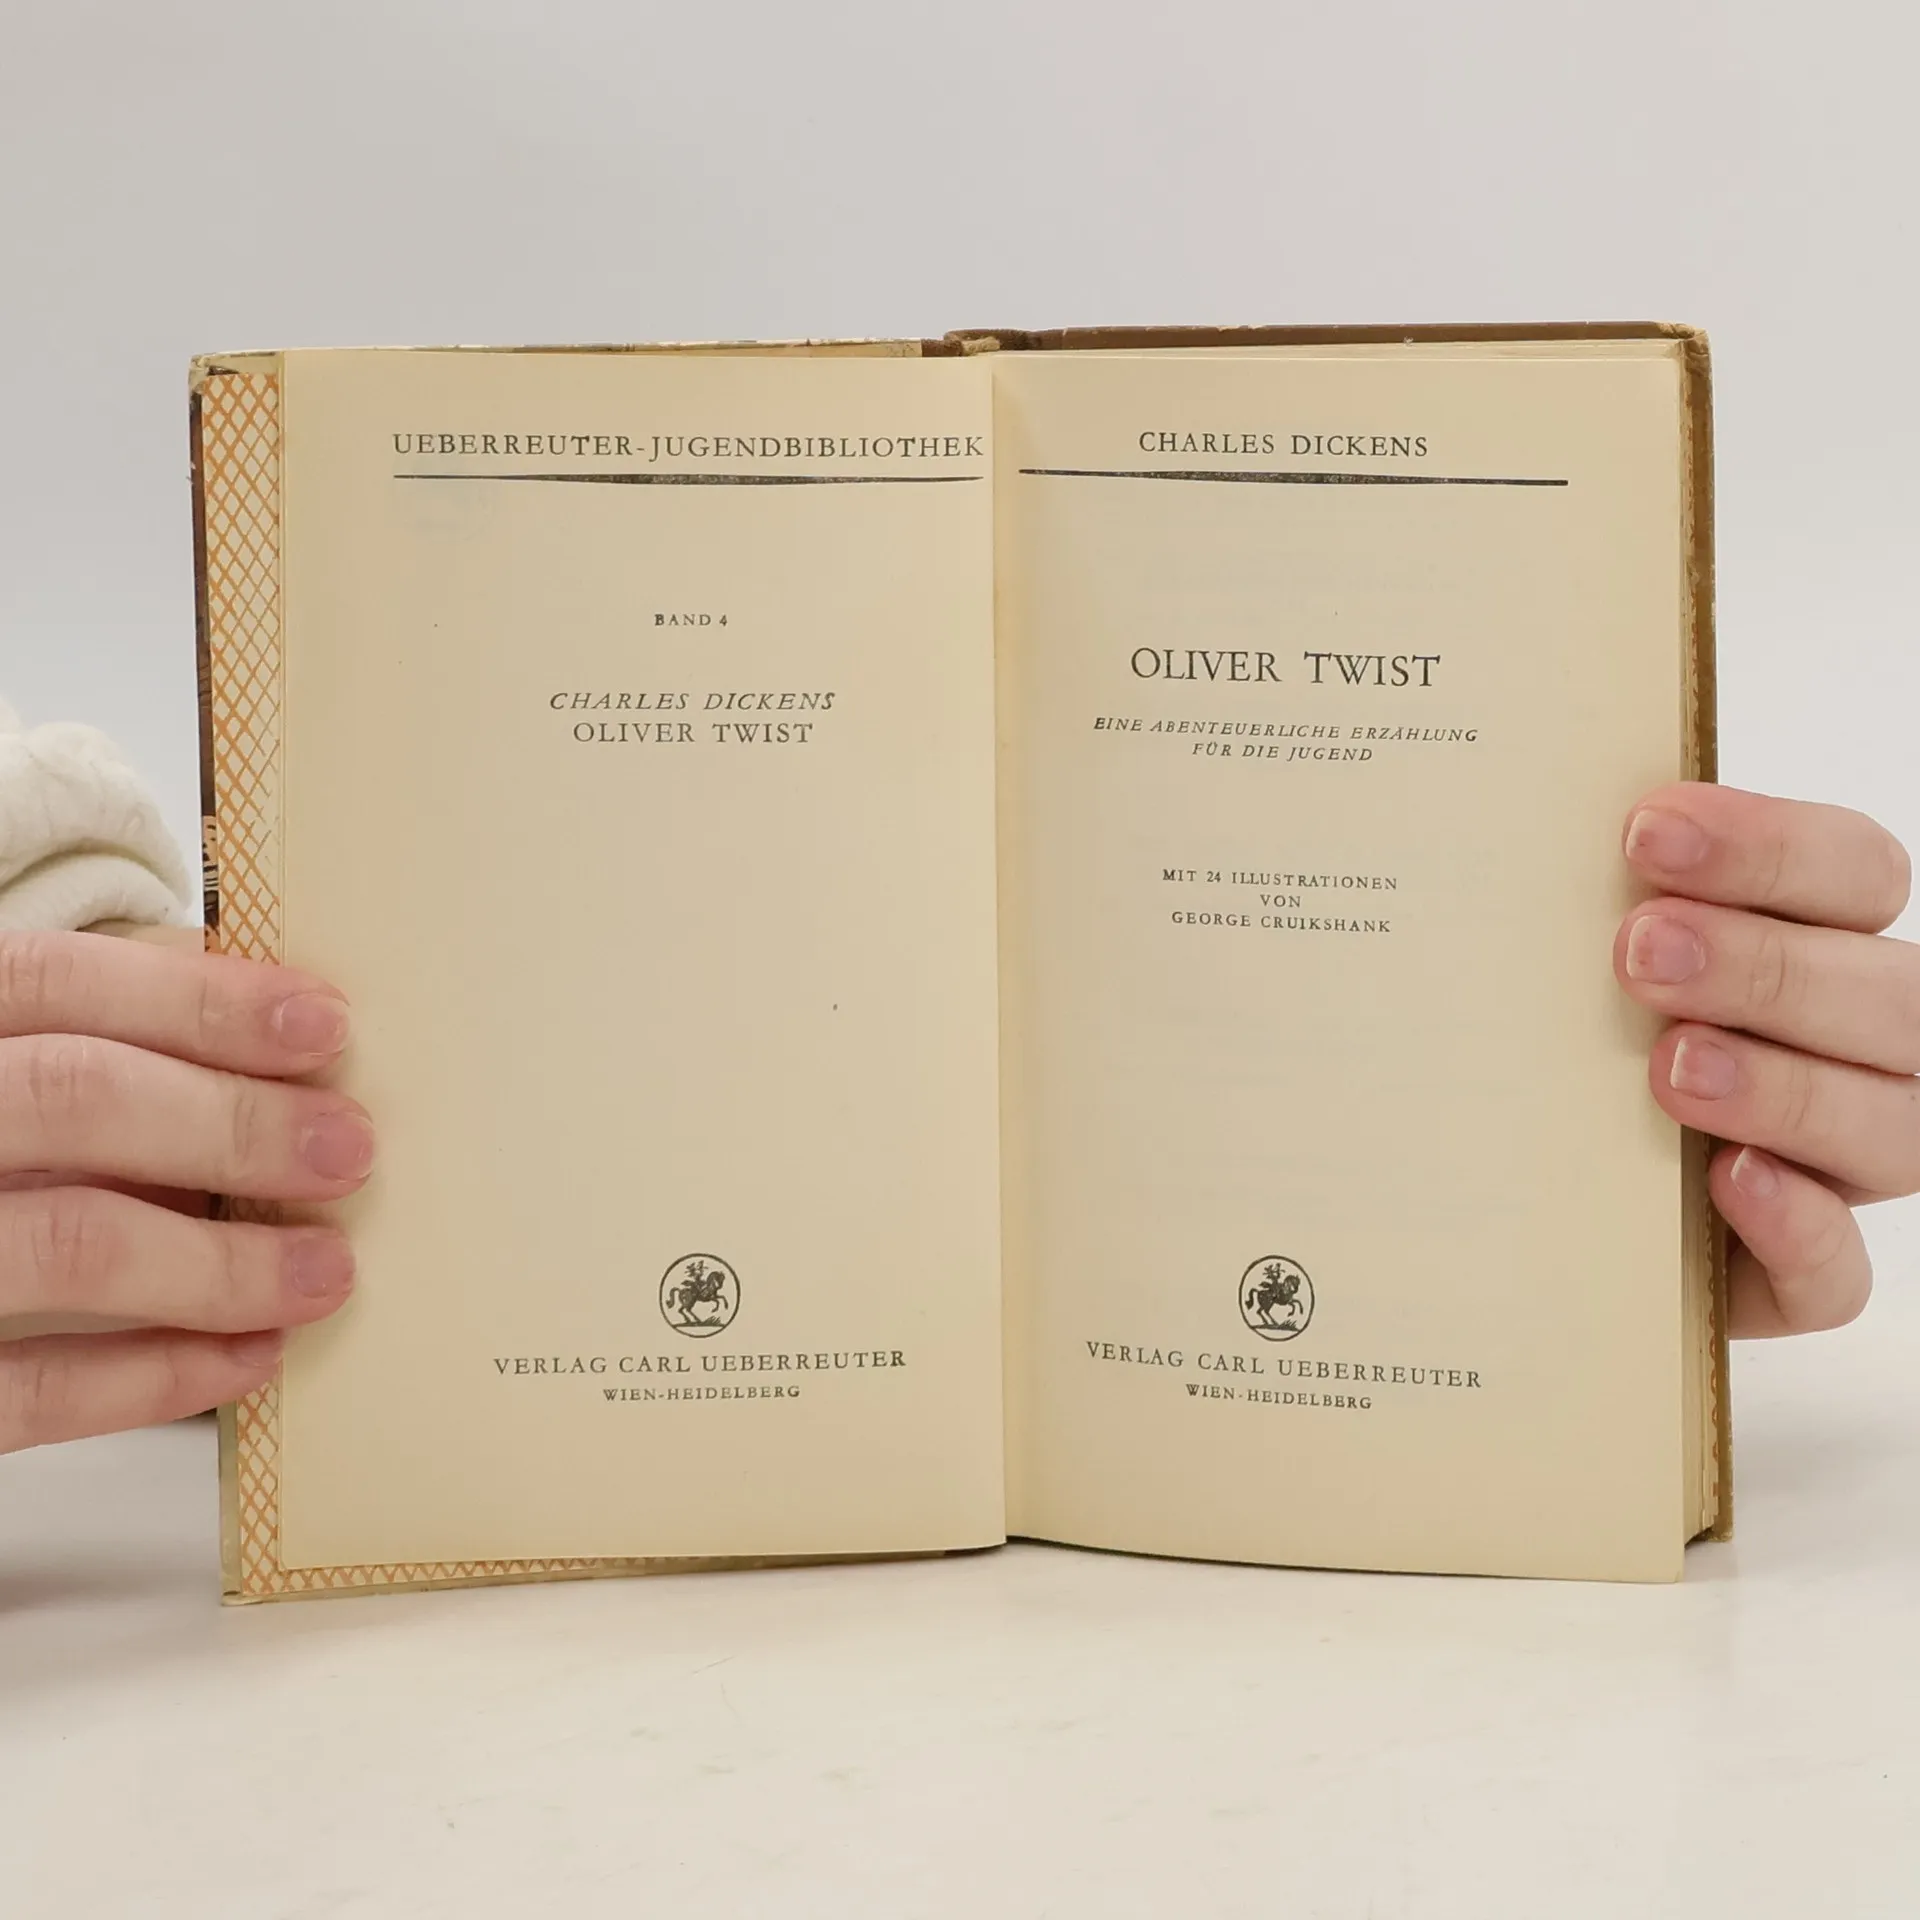 UEBERREUTER-JUGENDBIBLIOTHEK
BAND 4
CHARLES DICKENS
OLIVER TWIST
VERLAG CARL UEBERREUTER
WIEN-HEIDELBERG
CHARLES DICKENS
OLIVER TWIST
EINE ABENTEUERLICHE ERZÄHLUNG
FÜR DIE JUGEND
MIT 24 ILLUSTRATIONEN
VON
GEORGE CRUIKSHANK
VERLAG CARL UEBERREUTER
WIEN-HEIDELBERG